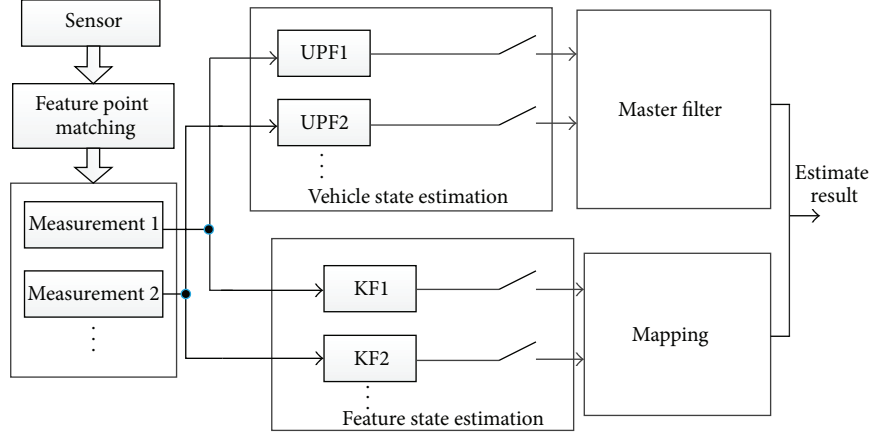 Sensor
Feature point
matching
Measurement 1
Measurement 2
UPF1
UPF2
Vehicle state estimation
Master filter
KF1
KF2
Feature state estimation
Mapping
Estimate
result